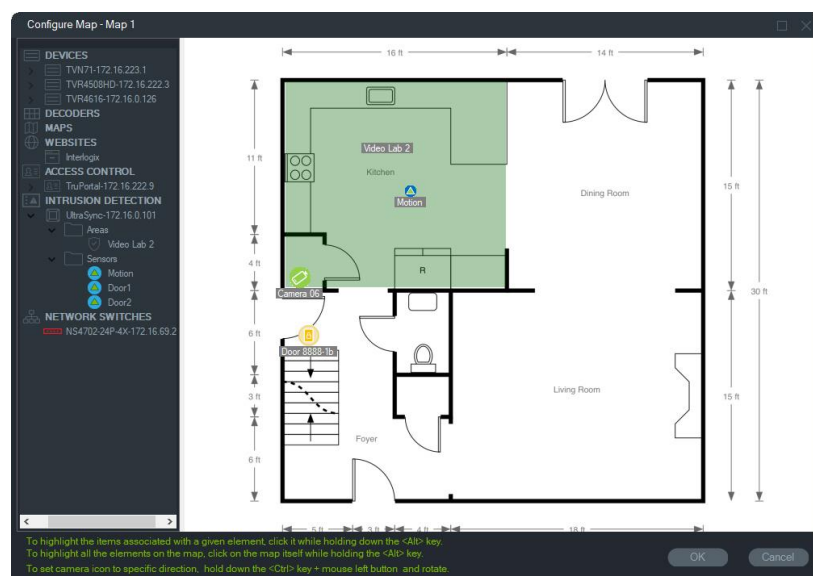 Configure Map - Map 1
DEVICES
TVN71-172.16.223.1
TVR4508HD-172.16.222.3
TVR4616-172.16.0.126
DECODERS
MAPS
WEBSITES
Interlogix
ACCESS CONTROL
TruPortal-172.16.222.9
INTRUSION DETECTION
UltraSync-172.16.0.101
Areas
Video Lab 2
Sensors
Motion
Door1
Door2
NETWORK SWITCHES
NS4702-24P-4X-172.16.69.2
16 ft
14 ft
11 ft
Video Lab 2
Kitchen
Motion
Dining Room
15 ft
4 ft
R
Camera 06
30 ft
6 ft
Door 8888-1b
3 ft
Living Room
15 ft
Foyer
6 ft
5 ft
3 ft
4 ft
18 ft
To highlight the items associated with a given element, click it while holding down the <Alt> key.
To highlight all the elements on the map, click on the map itself while holding the <Alt> key.
To set camera icon to specific direction, hold down the <Ctrl> key + mouse left button and rotate.
OK
Cancel